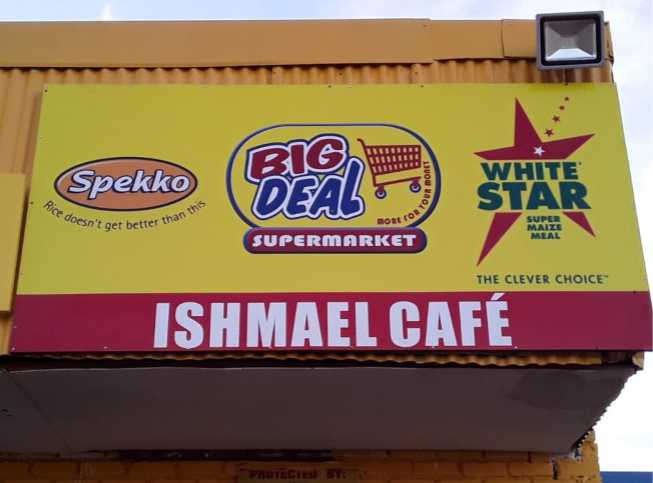 Spekko
Rice doesn't get better than this
BIG
DEAL
MORE FOR YOUR MONEY
SUPERMARKET
WHITE
STAR
SUPER
MAIZE
MEAL
THE CLEVER CHOICE™
ISHMAEL CAFÉ
PROTECTED BY: